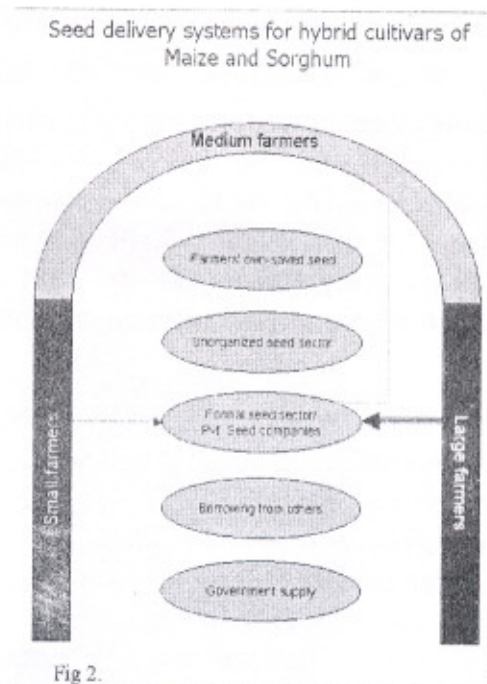 Seed delivery systems for hybrid cultivars of
Maize and Sorghum
Medium farmers
Farmers' own-saved seed
Unorganized seed sector
Formal seed sector/
Pvt. Seed companies
Small farmers
Large farmers
Borrowing from others
Government supply
Fig 2.